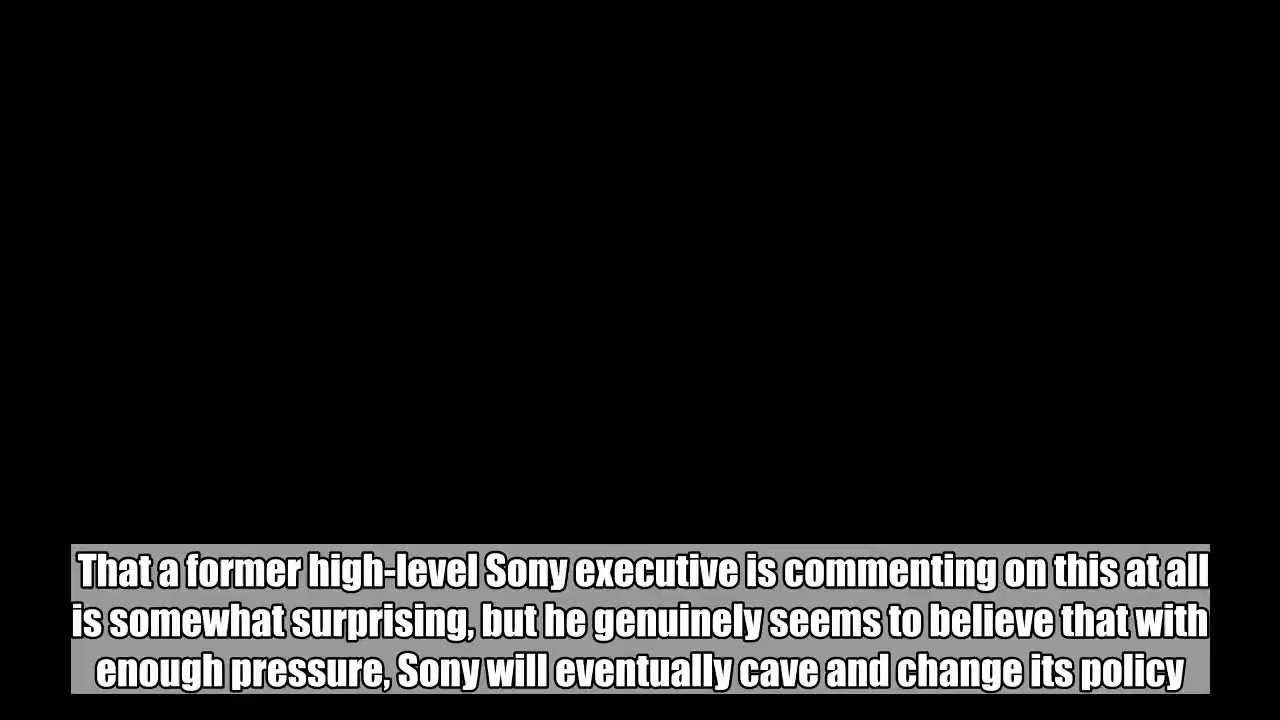 That a former high-level Sony executive is commenting on this at all
is somewhat surprising, but he genuinely seems to believe that with
enough pressure, Sony will eventually cave and change its policy